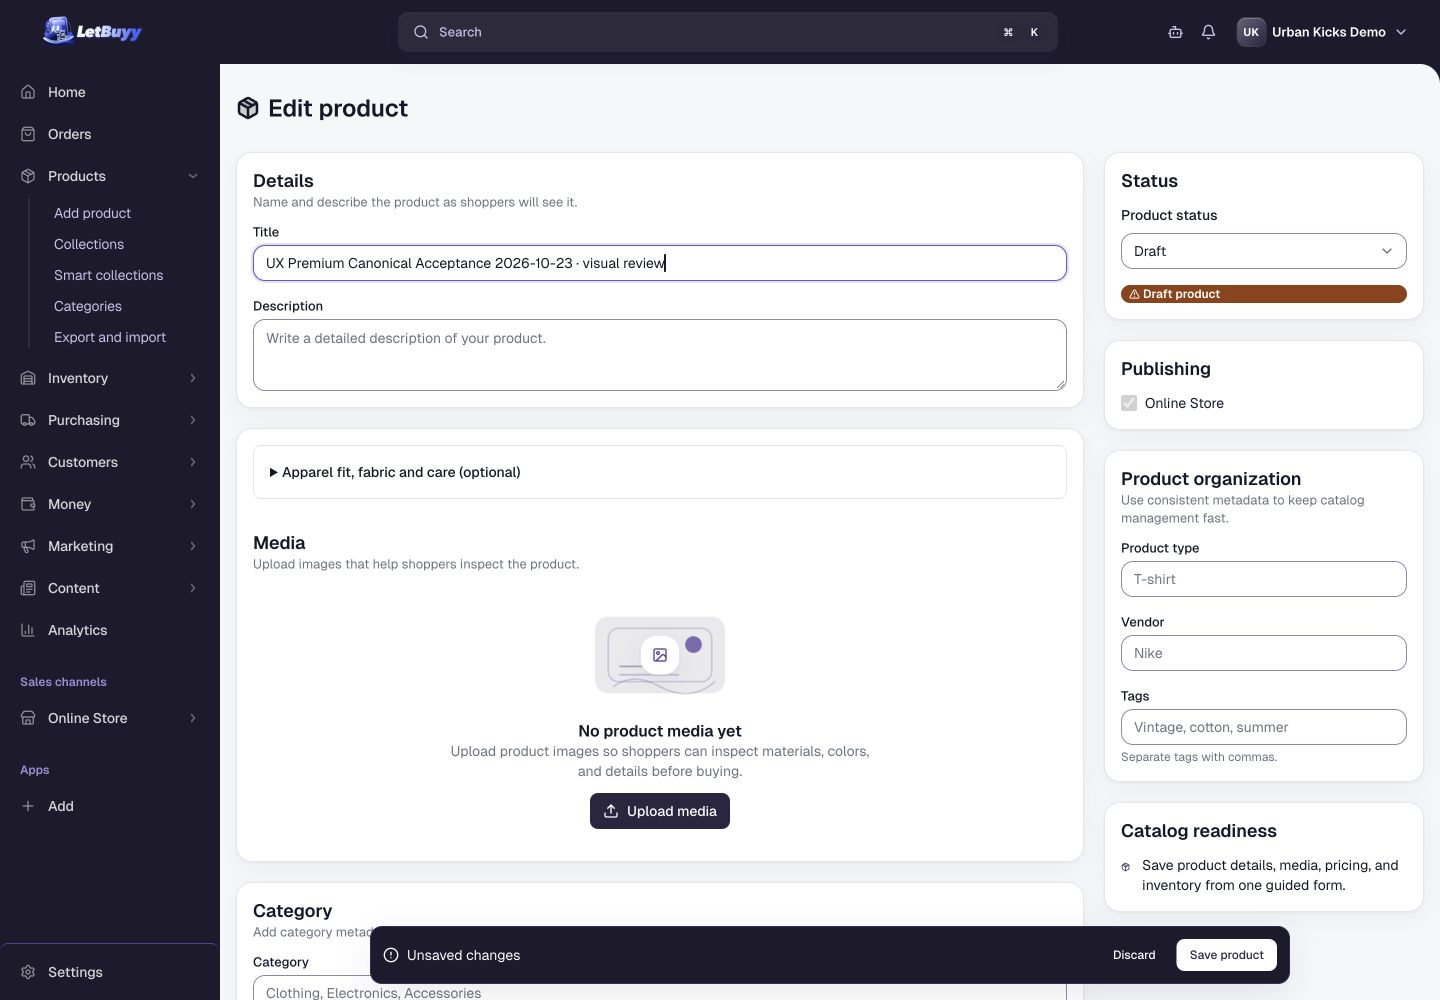 LetBuyy
Search
⌘ K
UK Urban Kicks Demo
Home
Orders
Products
Add product
Collections
Smart collections
Categories
Export and import
Inventory
Purchasing
Customers
Money
Marketing
Content
Analytics
Sales channels
Online Store
Apps
Add
Settings
Edit product
Details
Name and describe the product as shoppers will see it.
Title
UX Premium Canonical Acceptance 2026-10-23 · visual review
Description
Write a detailed description of your product.
Apparel fit, fabric and care (optional)
Media
Upload images that help shoppers inspect the product.
No product media yet
Upload product images so shoppers can inspect materials, colors,
and details before buying.
Upload media
Category
Add category metad
Category
Clothing, Electronics, Accessories
Status
Product status
Draft
Draft product
Publishing
Online Store
Product organization
Use consistent metadata to keep catalog
management fast.
Product type
T-shirt
Vendor
Nike
Tags
Vintage, cotton, summer
Separate tags with commas.
Catalog readiness
Save product details, media, pricing, and
inventory from one guided form.
Unsaved changes
Discard
Save product